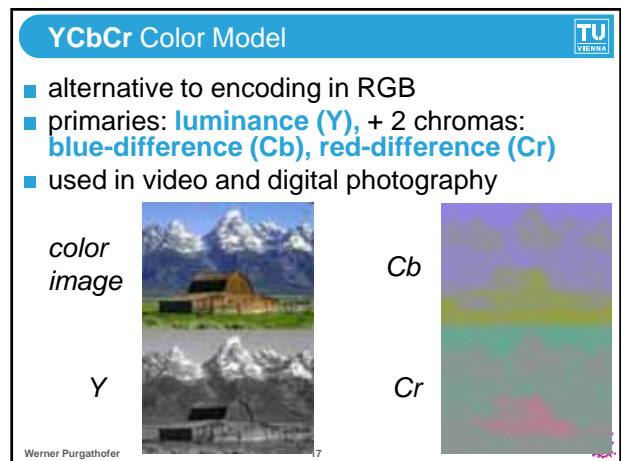 YCbCr Color Model
TU
VIENNA
alternative to encoding in RGB
primaries: luminance (Y), + 2 chromas:
blue-difference (Cb), red-difference (Cr)
used in video and digital photography
color
image
Cb
Y
Cr
Werner Purgathofer
17